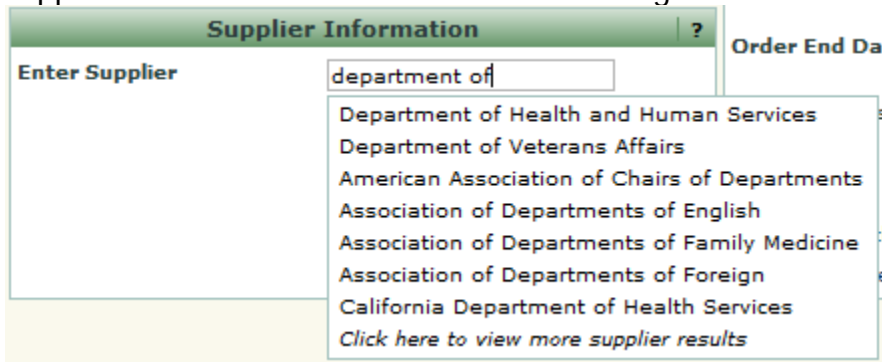 Supplier Information ?
Order End Da
Enter Supplier department of
Department of Health and Human Services
Department of Veterans Affairs
American Association of Chairs of Departments
Association of Departments of English
Association of Departments of Family Medicine
Association of Departments of Foreign
California Department of Health Services
Click here to view more supplier results